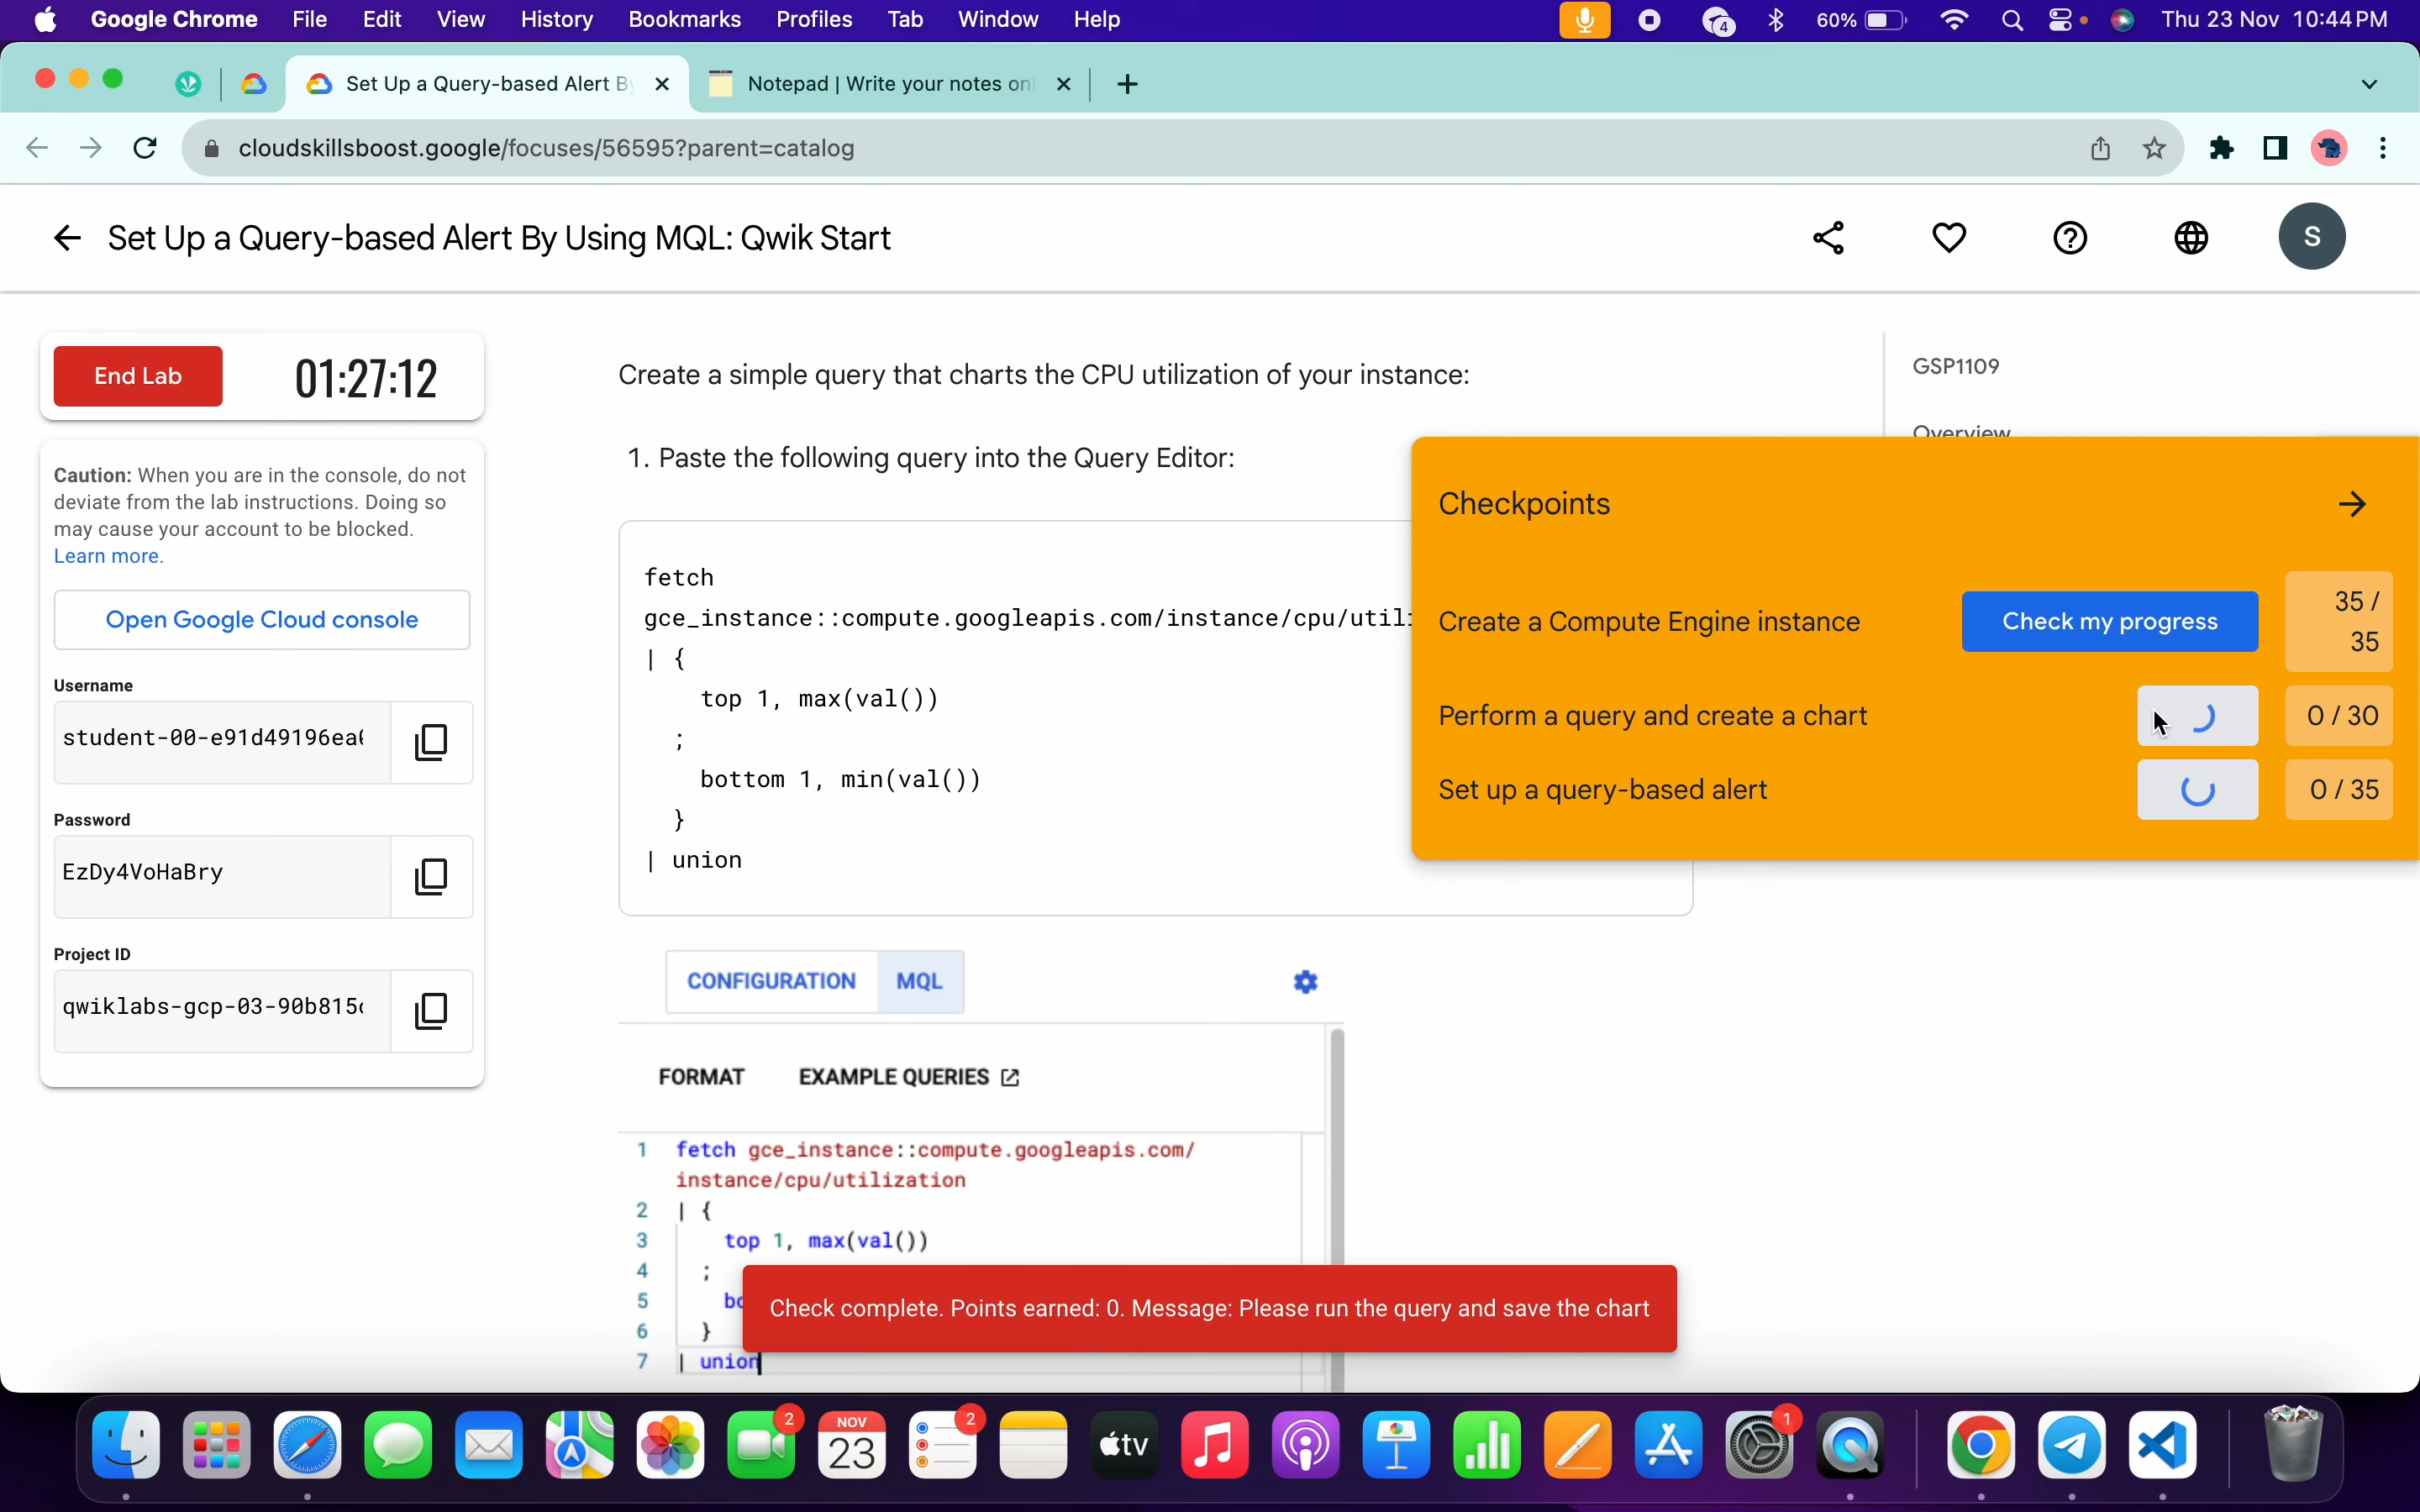 Google Chrome File Edit View History Bookmarks Profiles Tab Window Help 4 60% Thu 23 Nov 10:44 PM
Set Up a Query-based Alert By Notepad | Write your notes onl
cloudskillsboost.google/focuses/56595?parent=catalog
Set Up a Query-based Alert By Using MQL: Qwik Start
S
End Lab 01:27:12
Caution: When you are in the console, do not
deviate from the lab instructions. Doing so
may cause your account to be blocked.
Learn more.
Open Google Cloud console
Username
student-00-e91d49196ea
Password
EzDy4VoHaBry
Project ID
qwiklabs-gcp-03-90b815
Create a simple query that charts the CPU utilization of your instance:
1. Paste the following query into the Query Editor:
fetch
gce_instance::compute.googleapis.com/instance/cpu/utili
| {
top 1, max(val())
;
bottom 1, min(val())
}
| union
CONFIGURATION MQL
FORMAT EXAMPLE QUERIES
1 fetch gce_instance::compute.googleapis.com/
instance/cpu/utilization
2 | {
3 top 1, max(val())
4 ;
5 bo
6 }
7 | union
Check complete. Points earned: 0. Message: Please run the query and save the chart
GSP1109
Overview
Checkpoints
Create a Compute Engine instance Check my progress 35 /
35
Perform a query and create a chart 0 / 30
Set up a query-based alert 0 / 35
2 NOV
23 2 tv 1